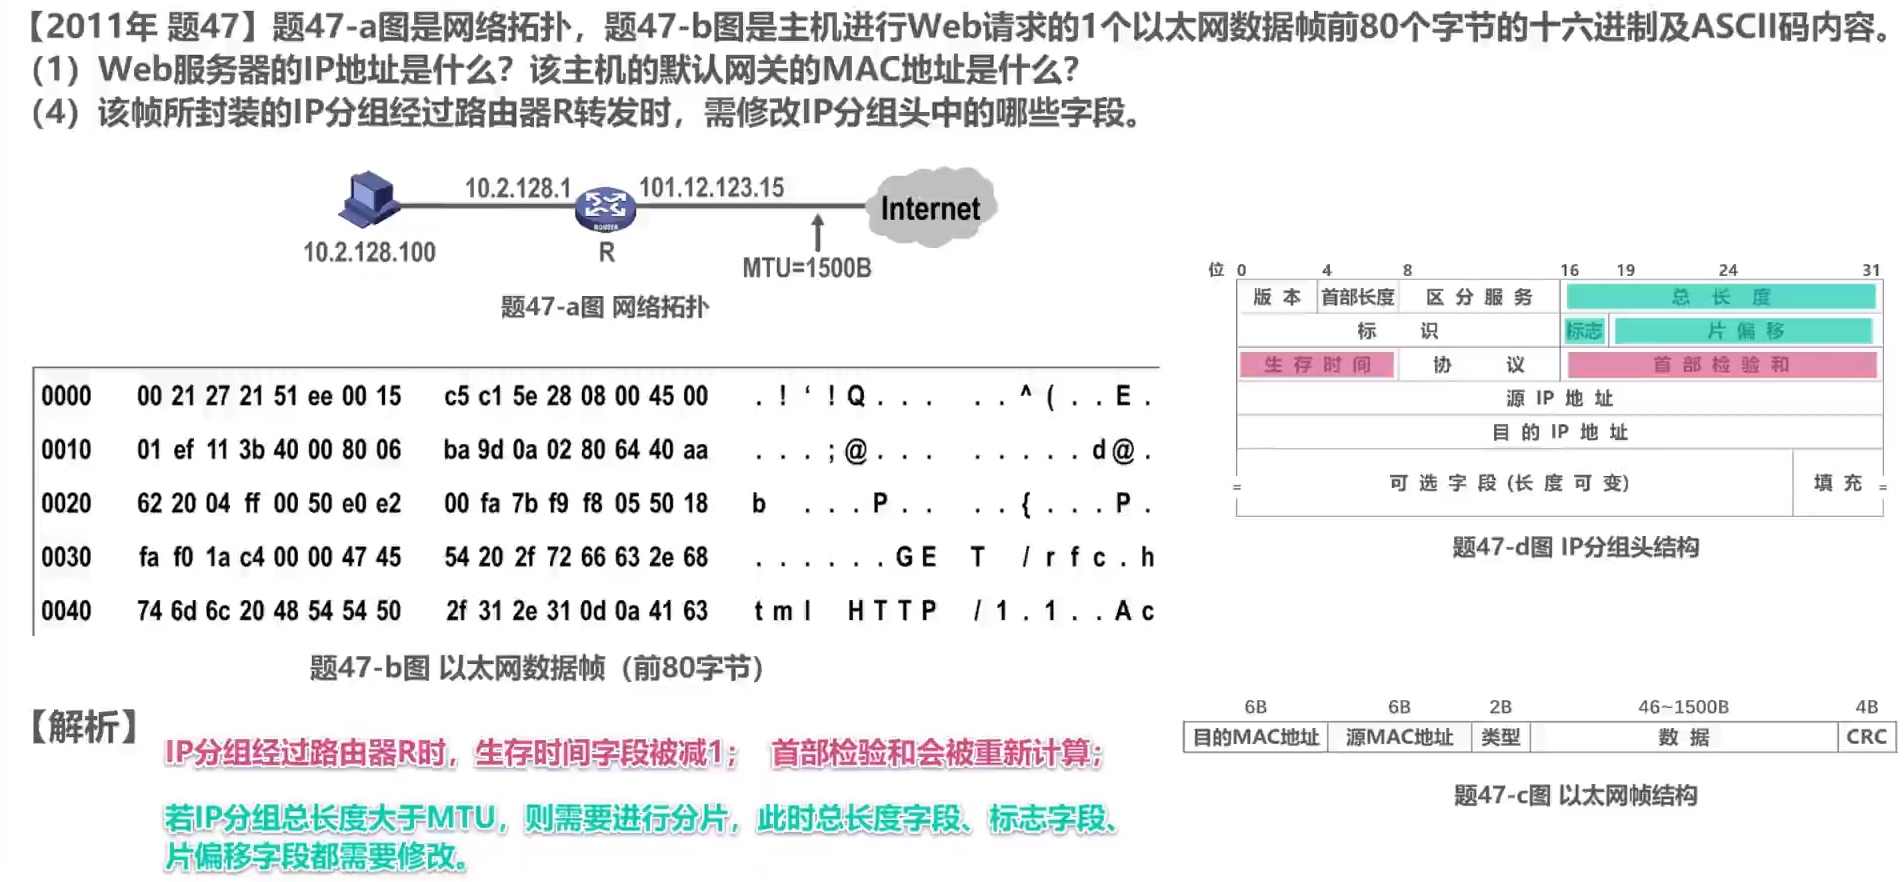 【2011年 题47】题47-a图是网络拓扑，题47-b图是主机进行Web请求的1个以太网数据帧前80个字节的十六进制及ASCII码内容。
（1）Web服务器的IP地址是什么？该主机的默认网关的MAC地址是什么？
（4）该帧所封装的IP分组经过路由器R转发时，需修改IP分组头中的哪些字段。
10.2.128.1 101.12.123.15
Internet
ROUTER
10.2.128.100 R MTU=1500B
题47-a图 网络拓扑
0000 00 21 27 21 51 ee 00 15 c5 c1 5e 28 08 00 45 00 . ! ‘ ! Q . . . . . ^ ( . . E .
0010 01 ef 11 3b 40 00 80 06 ba 9d 0a 02 80 64 40 aa . . . ; @ . . . . . . . . d @ .
0020 62 20 04 ff 00 50 e0 e2 00 fa 7b f9 f8 05 50 18 b . . . P . . . . { . . . P .
0030 fa f0 1a c4 00 00 47 45 54 20 2f 72 66 63 2e 68 . . . . . . G E T / r f c . h
0040 74 6d 6c 20 48 54 54 50 2f 31 2e 31 0d 0a 41 63 t m l H T T P / 1 . 1 . . A c
题47-b图 以太网数据帧（前80字节）
位 0 4 8 16 19 24 31
版 本 首部长度 区 分 服 务 总 长 度
标 识 标志 片 偏 移
生 存 时 间 协 议 首 部 检 验 和
源 IP 地 址
目 的 IP 地 址
可 选 字 段 (长 度 可 变) 填 充
题47-d图 IP分组头结构
6B 6B 2B 46~1500B 4B
目的MAC地址 源MAC地址 类型 数 据 CRC
题47-c图 以太网帧结构
【解析】
IP分组经过路由器R时，生存时间字段被减1； 首部检验和会被重新计算；
若IP分组总长度大于MTU，则需要进行分片，此时总长度字段、标志字段、
片偏移字段都需要修改。